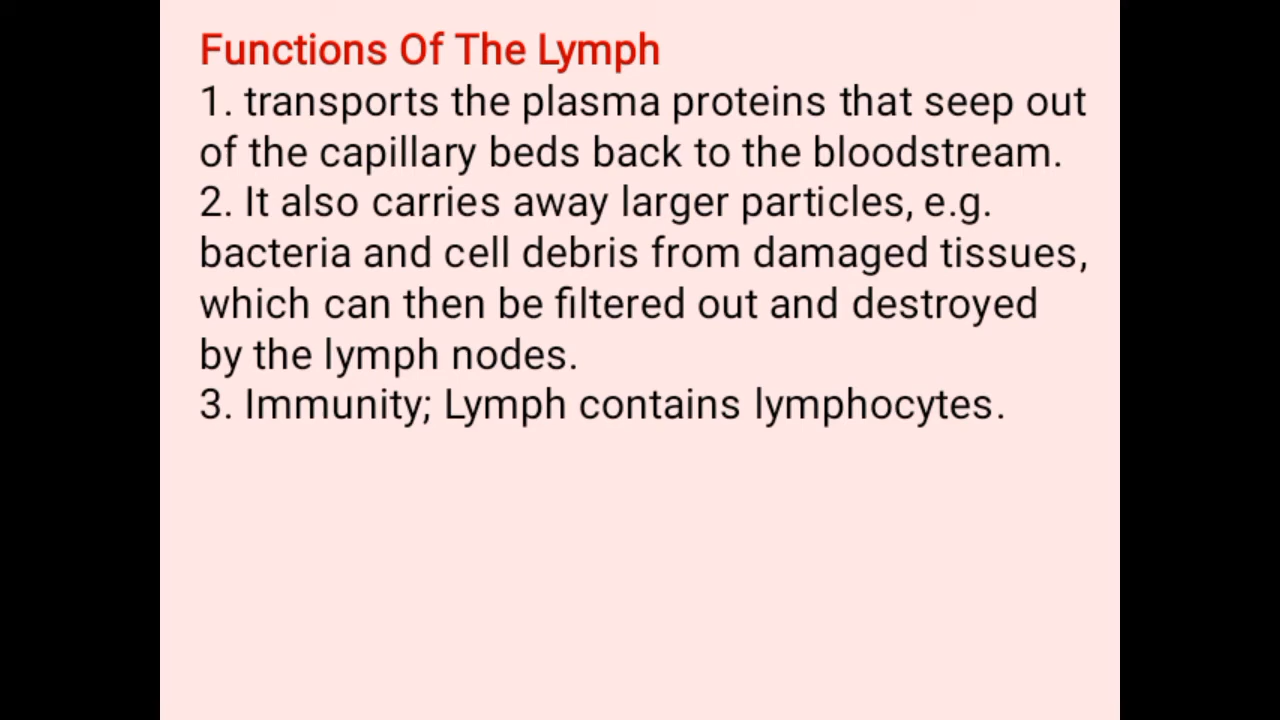 Functions Of The Lymph
1. transports the plasma proteins that seep out
of the capillary beds back to the bloodstream.
2. It also carries away larger particles, e.g.
bacteria and cell debris from damaged tissues,
which can then be filtered out and destroyed
by the lymph nodes.
3. Immunity; Lymph contains lymphocytes.